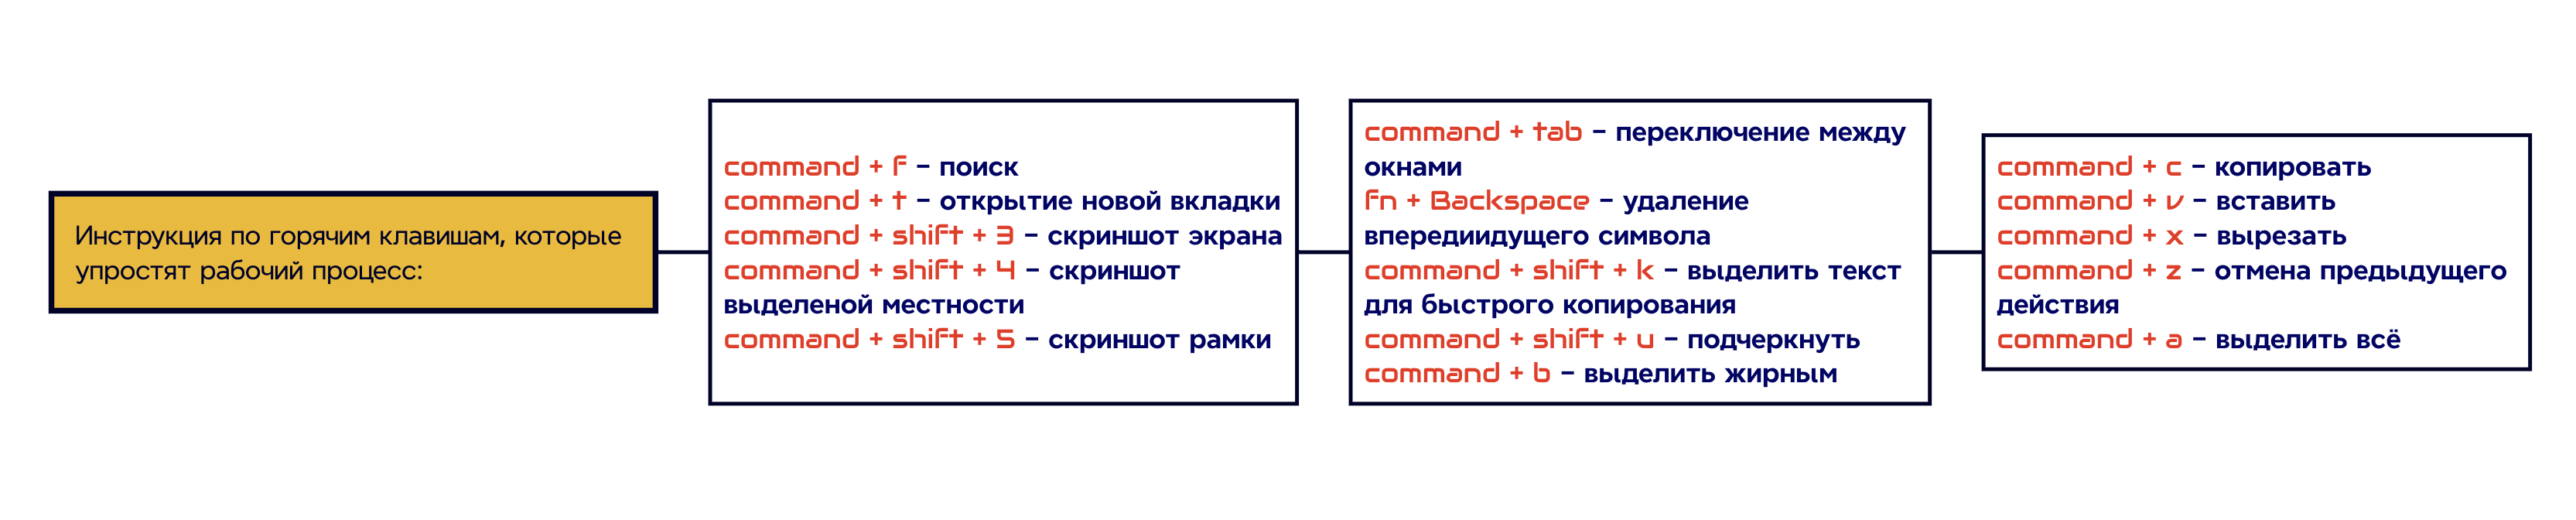 Инструкция по горячим клавишам, которые
упростят рабочий процесс:
command + f – поиск
command + t – открытие новой вкладки
command + shift + 3 – скриншот экрана
command + shift + 4 – скриншот
выделеной местности
command + shift + 5 – скриншот рамки
command + tab – переключение между
окнами
fn + Backspace – удаление
впередиидущего символа
command + shift + k – выделить текст
для быстрого копирования
command + shift + u – подчеркнуть
command + b – выделить жирным
command + c – копировать
command + v – вставить
command + x – вырезать
command + z – отмена предыдущего
действия
command + a – выделить всё